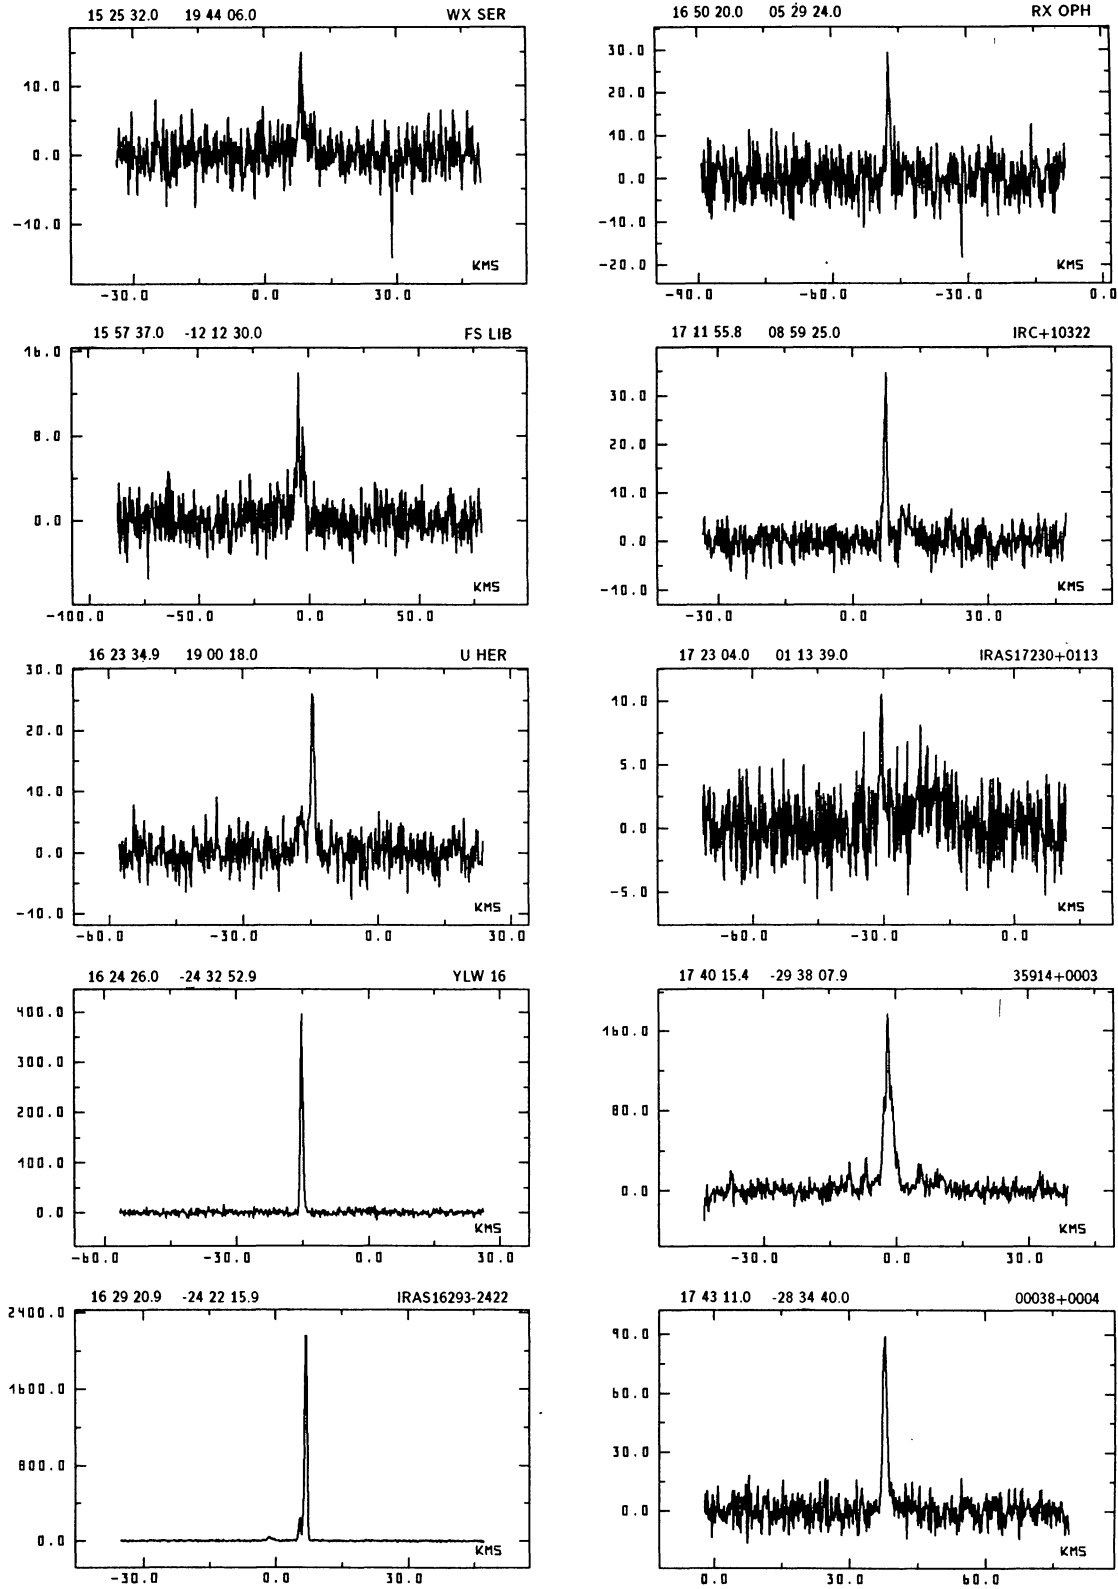 15 25 32.0 19 44 06.0 WX SER
10.0
0.0
-10.0
KMS
-30.0 0.0 30.0
15 57 37.0 -12 12 30.0 FS LIB
16.0
8.0
0.0
KMS
-100.0 -50.0 0.0 50.0
16 23 34.9 19 00 18.0 U HER
30.0
20.0
10.0
0.0
-10.0
KMS
-60.0 -30.0 0.0 30.0
16 24 26.0 -24 32 52.9 YLW 16
400.0
300.0
200.0
100.0
0.0
KMS
-60.0 -30.0 0.0 30.0
16 29 20.9 -24 22 15.9 IRAS16293-2422
2400.0
1600.0
800.0
0.0
KMS
-30.0 0.0 30.0
16 50 20.0 05 29 24.0 RX OPH
30.0
20.0
10.0
0.0
-10.0
-20.0
KMS
-90.0 -60.0 -30.0 0.0
17 11 55.8 08 59 25.0 IRC+10322
30.0
20.0
10.0
0.0
-10.0
KMS
-30.0 0.0 30.0
17 23 04.0 01 13 39.0 IRAS17230+0113
10.0
5.0
0.0
-5.0
KMS
-60.0 -30.0 0.0
17 40 15.4 -29 38 07.9 35914+0003
160.0
80.0
0.0
KMS
-30.0 0.0 30.0
17 43 11.0 -28 34 40.0 00038+0004
90.0
60.0
30.0
0.0
KMS
0.0 30.0 60.0